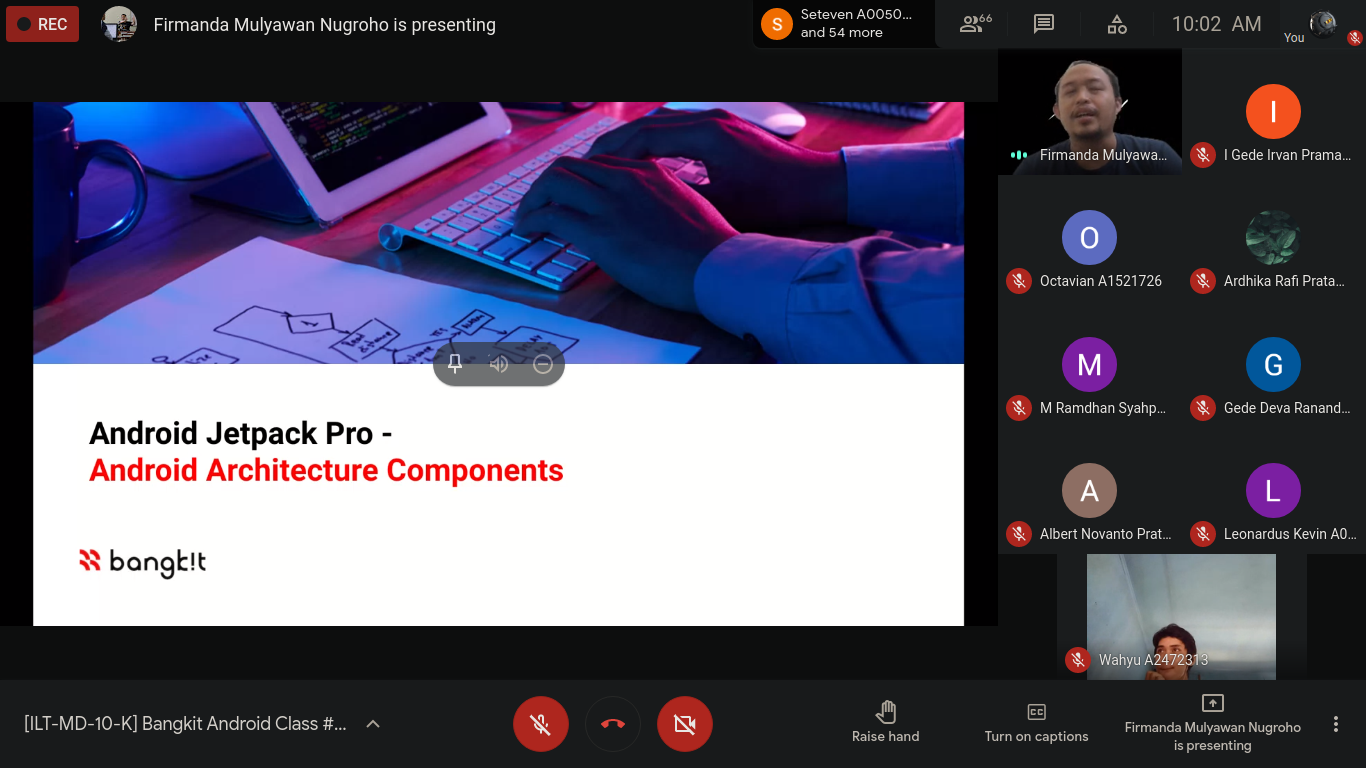 REC
Firmanda Mulyawan Nugroho is presenting
S
Seteven A0050...
and 54 more
66
10:02 AM
You
Firmanda Mulyawa...
I
I Gede Irvan Prama...
O
Octavian A1521726
Ardhika Rafi Prata...
M
M Ramdhan Syahp...
G
Gede Deva Ranand...
A
Albert Novanto Prat...
L
Leonardus Kevin A0...
Wahyu A2472313
Android Jetpack Pro -
Android Architecture Components
bangk!t
[ILT-MD-10-K] Bangkit Android Class #...
Raise hand
CC
Turn on captions
Firmanda Mulyawan Nugroho
is presenting